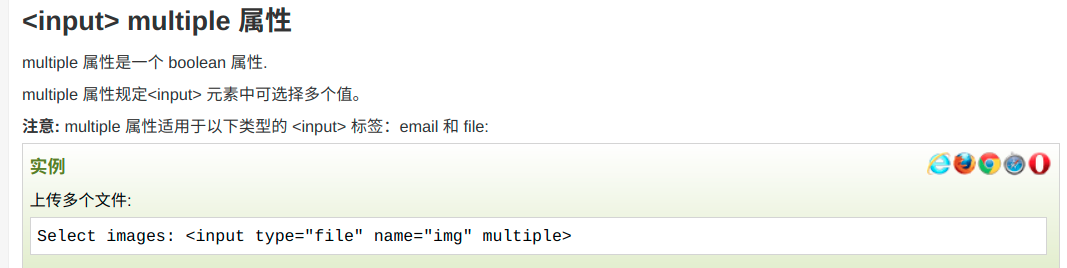 <input> multiple 属性
multiple 属性是一个 boolean 属性.
multiple 属性规定<input> 元素中可选择多个值。
注意: multiple 属性适用于以下类型的 <input> 标签：email 和 file:
实例
上传多个文件:
Select images: <input type="file" name="img" multiple>